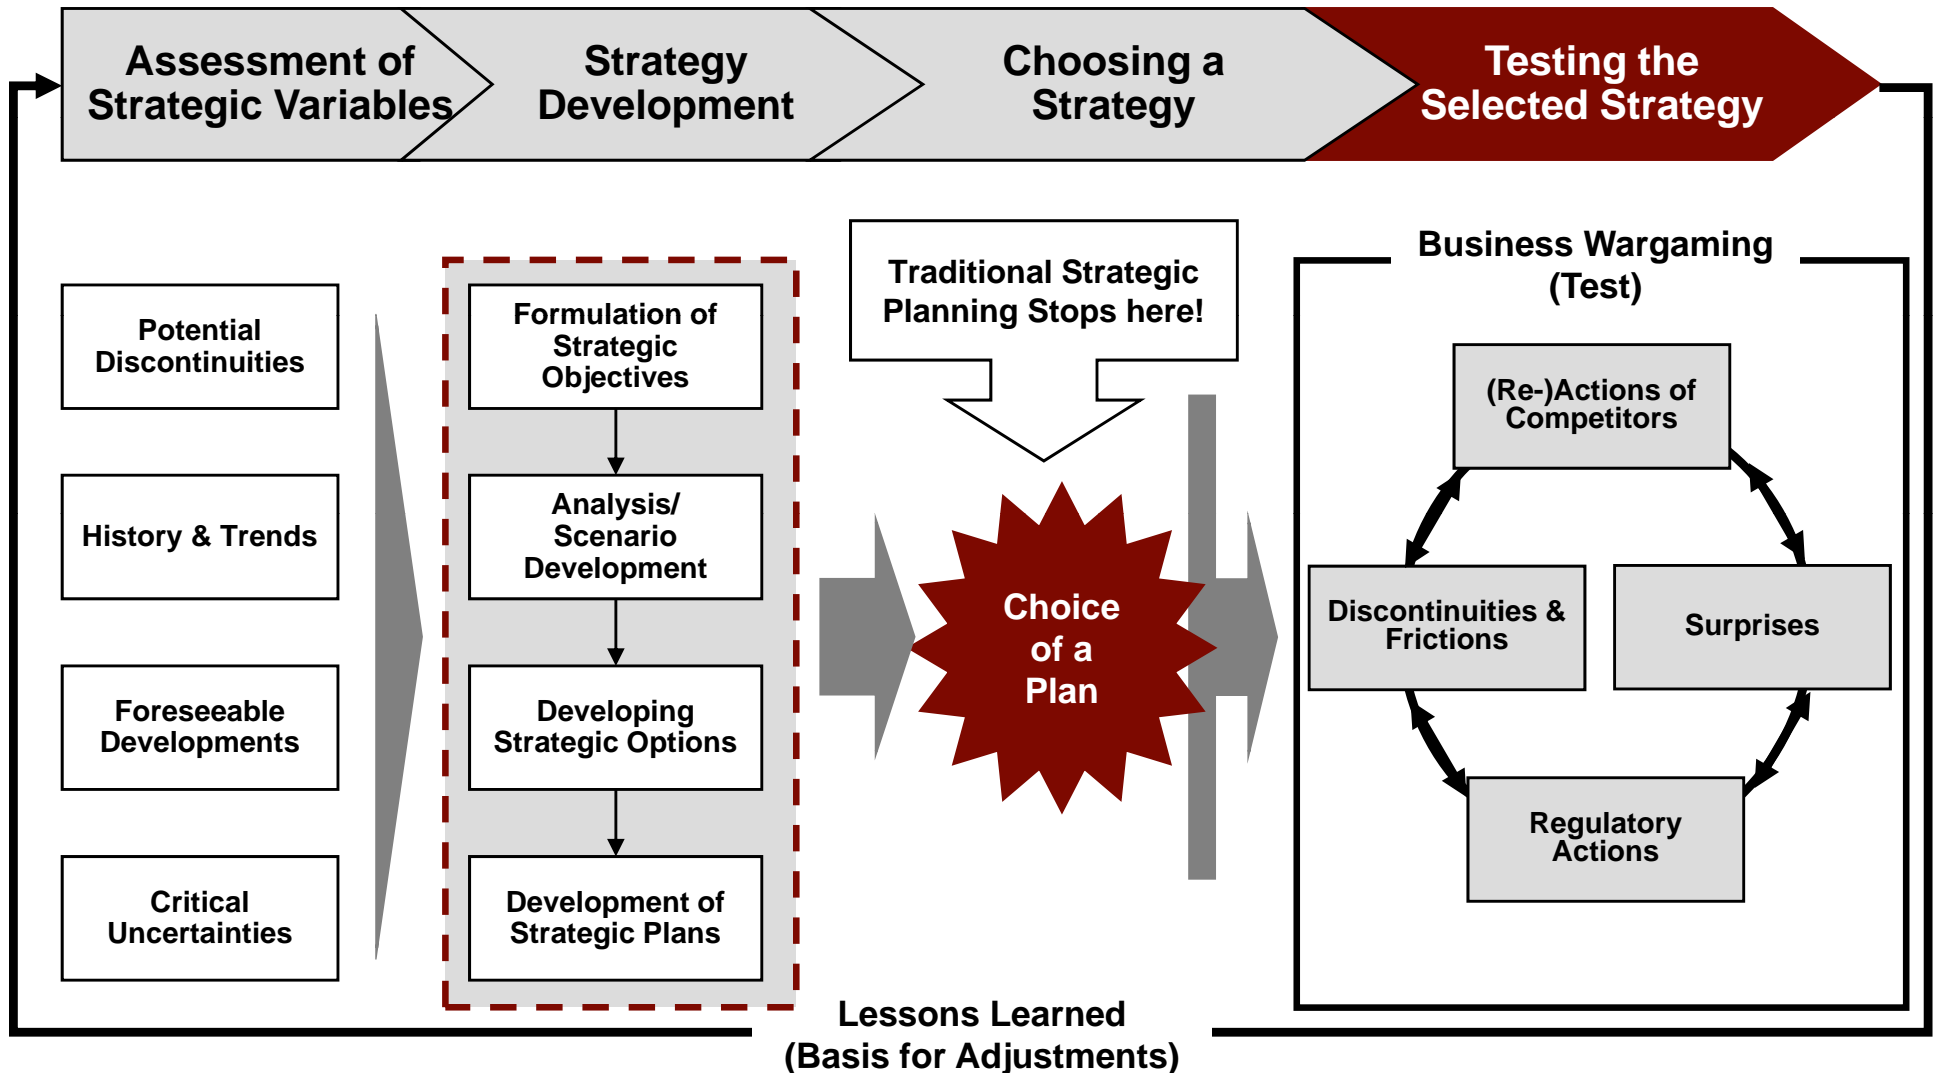 Assessment of
Strategic Variables
Strategy
Development
Choosing a
Strategy
Testing the
Selected Strategy
Potential
Discontinuities
History & Trends
Foreseeable
Developments
Critical
Uncertainties
Formulation of
Strategic
Objectives
Analysis/
Scenario
Development
Developing
Strategic Options
Development of
Strategic Plans
Traditional Strategic
Planning Stops here!
Choice
of a
Plan
Business Wargaming
(Test)
(Re-)Actions of
Competitors
Discontinuities &
Frictions
Surprises
Regulatory
Actions
Lessons Learned
(Basis for Adjustments)